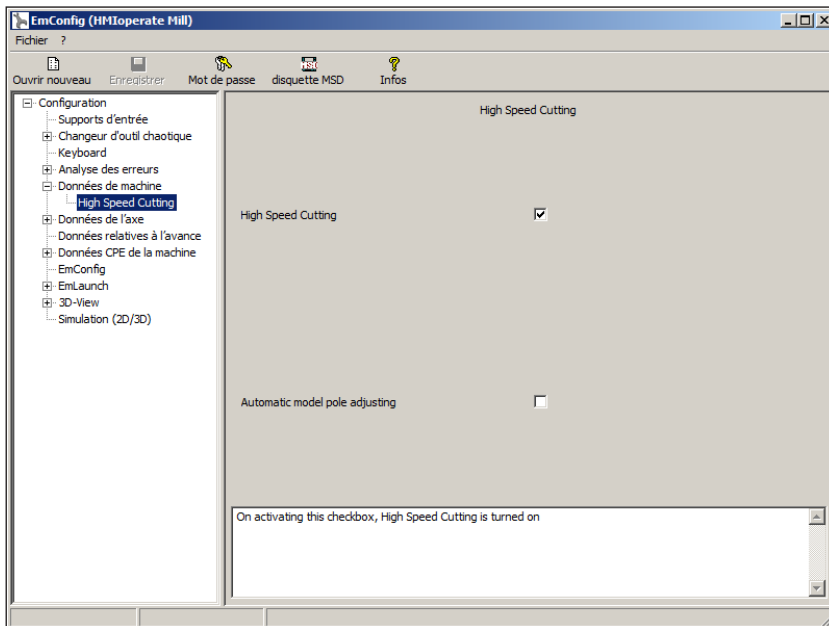 EmConfig (HMIoperate Mill)
Fichier ?
Ouvrir nouveau Enregistrer Mot de passe disquette MSD Infos
Configuration
Supports d'entrée
Changeur d'outil chaotique
Keyboard
Analyse des erreurs
Données de machine
High Speed Cutting
Données de l'axe
Données relatives à l'avance
Données CPE de la machine
EmConfig
EmLaunch
3D-View
Simulation (2D/3D)
High Speed Cutting
High Speed Cutting
Automatic model pole adjusting
On activating this checkbox, High Speed Cutting is turned on